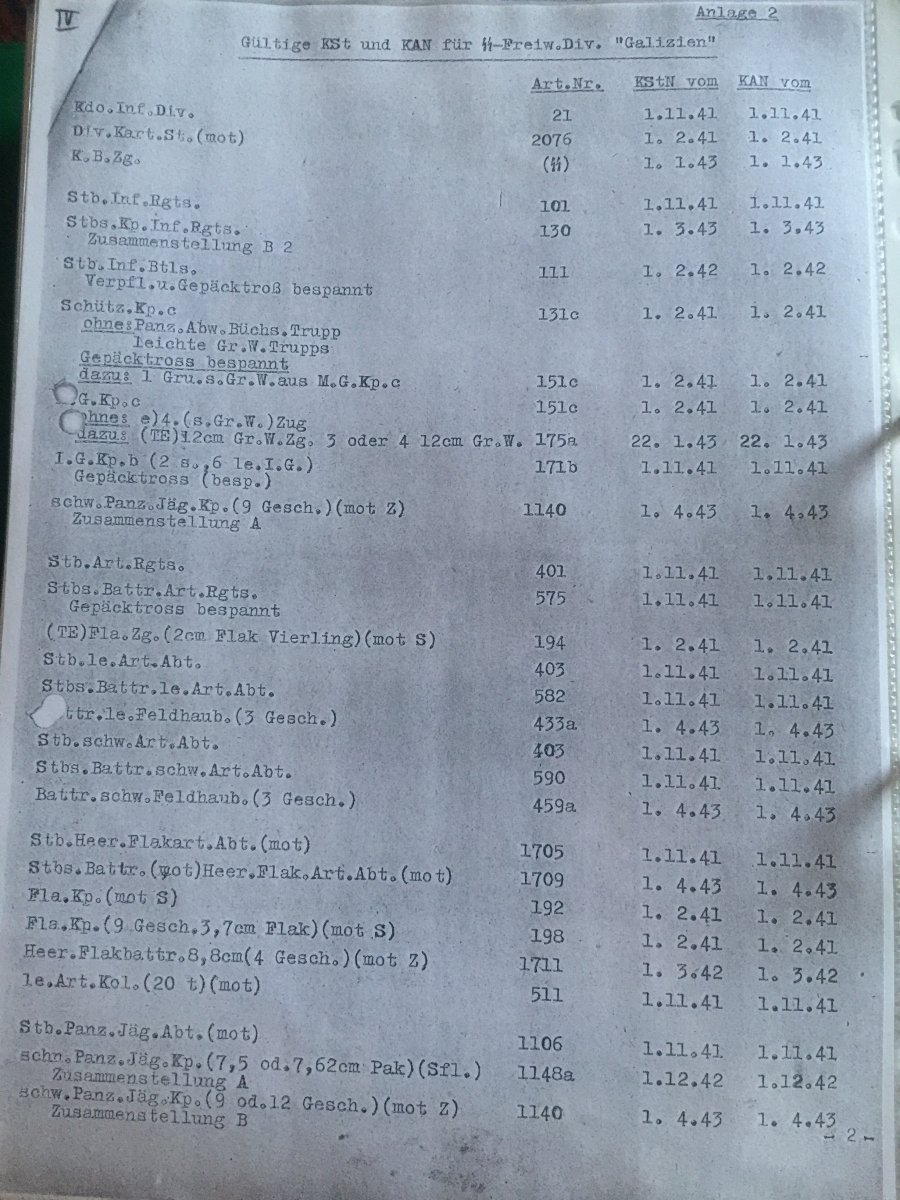 IV
Anlage 2
Gültige KSt und KAN für ᛋᛋ-Freiw.Div. "Galizien"
Art.Nr. KStN vom KAN vom
Kdo.Inf.Div. 21 1.11.41 1.11.41
Div.Kart.St.(mot) 2076 1. 2.41 1. 2.41
K.B.Zg. (ᛋᛋ) 1. 1.43 1. 1.43
Stb.Inf.Rgts. 101 1.11.41 1.11.41
Stbs.Kp.Inf.Rgts. 130 1. 3.43 1. 3.43
Zusammenstellung B 2
Stb.Inf.Btls. 111 1. 2.42 1. 2.42
Verpfl.u.Gepäcktroß bespannt
Schütz.Kp.c 131c 1. 2.41 1. 2.41
ohne: Panz.Abw.Büchs.Trupp
leichte Gr.W.Trupps
Gepäcktross bespannt
dazu: 1 Gru.s.Gr.W.aus M.G.Kp.c 151c 1. 2.41 1. 2.41
G.Kp.c 151c 1. 2.41 1. 2.41
ohne: e)4.(s.Gr.W.)Zug
dazu: (TE)12cm Gr.W.Zg. 3 oder 4 12cm Gr.W. 175a 22. 1.43 22. 1.43
I.G.Kp.b (2 s.,6 le.I.G.) 171b 1.11.41 1.11.41
Gepäcktross (besp.)
schw.Panz.Jäg.Kp.(9 Gesch.)(mot Z) 1140 1. 4.43 1. 4.43
Zusammenstellung A
Stb.Art.Rgts. 401 1.11.41 1.11.41
Stbs.Battr.Art.Rgts. 575 1.11.41 1.11.41
Gepäcktross bespannt
(TE)Fla.Zg.(2cm Flak Vierling)(mot S) 194 1. 2.41 1. 2.41
Stb.le.Art.Abt. 403 1.11.41 1.11.41
Stbs.Battr.le.Art.Abt. 582 1.11.41 1.11.41
ttr.le.Feldhaub.(3 Gesch.) 433a 1. 4.43 1. 4.43
Stb.schw.Art.Abt. 403 1.11.41 1.11.41
Stbs.Battr.schw.Art.Abt. 590 1.11.41 1.11.41
Battr.schw.Feldhaub.(3 Gesch.) 459a 1. 4.43 1. 4.43
Stb.Heer.Flakart.Abt.(mot) 1705 1.11.41 1.11.41
Stbs.Battr.(mot)Heer.Flak.Art.Abt.(mot) 1709 1. 4.43 1. 4.43
Fla.Kp.(mot S) 192 1. 2.41 1. 2.41
Fla.Kp.(9 Gesch.3,7cm Flak)(mot S) 198 1. 2.41 1. 2.41
Heer.Flakbattr.8,8cm(4 Gesch.)(mot Z) 1711 1. 3.42 1. 3.42
le.Art.Kol.(20 t)(mot) 511 1.11.41 1.11.41
Stb.Panz.Jäg.Abt.(mot) 1106 1.11.41 1.11.41
schn.Panz.Jäg.Kp.(7,5 od.7,62cm Pak)(Sfl.) 1148a 1.12.42 1.12.42
Zusammenstellung A
schw.Panz.Jäg.Kp.(9 od.12 Gesch.)(mot Z) 1140 1. 4.43 1. 4.43
Zusammenstellung B
- 2 -